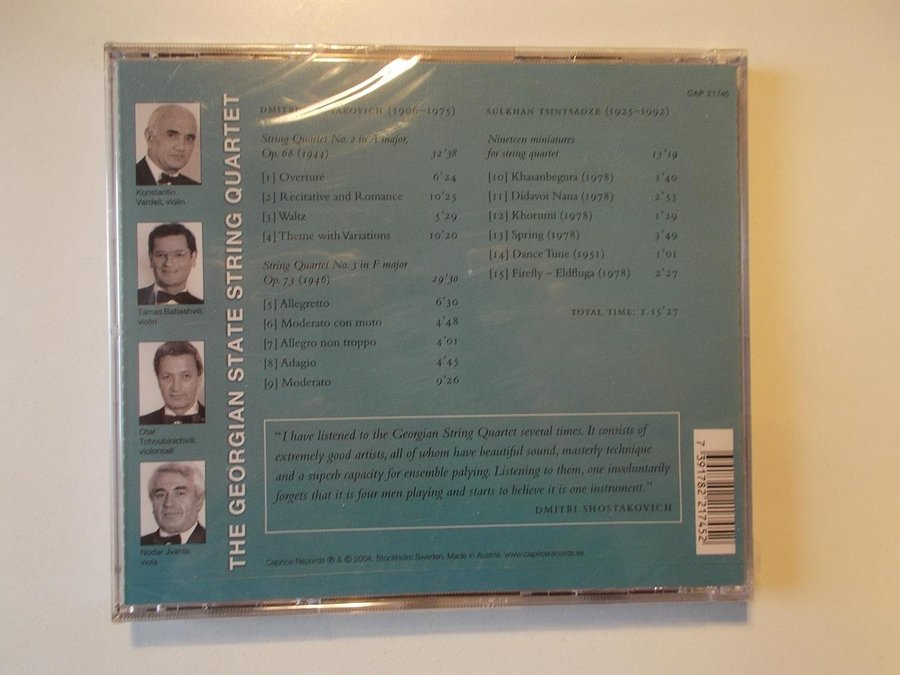 CAP 21745
THE GEORGIAN STATE STRING QUARTET
Konstantin
Vardeli, violin
Tamas Batiashvili,
violin
Otar
Tchoubinichvili,
violoncell
Nodar Jvania,
viola
DMITRI SHOSTAKOVICH (1906–1975)
String Quartet No. 2 in A major,
Op. 68 (1944) 32'38
[1] Overture 6'24
[2] Recitative and Romance 10'25
[3] Waltz 5'29
[4] Theme with Variations 10'20
String Quartet No. 3 in F major
Op. 73 (1946) 29'30
[5] Allegretto 6'30
[6] Moderato con moto 4'48
[7] Allegro non troppo 4'01
[8] Adagio 4'45
[9] Moderato 9'26
SULKHAN TSINTSADZE (1925–1992)
Nineteen miniatures
for string quartet 13'19
[10] Khasanbegura (1978) 1'40
[11] Didavoi Nana (1978) 2'53
[12] Khorumi (1978) 1'29
[13] Spring (1978) 3'49
[14] Dance Tune (1951) 1'01
[15] Firefly – Eldfluga (1978) 2'27
TOTAL TIME: 1.15'27
"I have listened to the Georgian String Quartet several times. It consists of
extremely good artists, all of whom have beautiful sound, masterly technique
and a superb capacity for ensemble palying. Listening to them, one involuntarily
forgets that it is four men playing and starts to believe it is one instrument."
DMITRI SHOSTAKOVICH
Caprice Records ℗ & © 2004. Stockholm Sweden. Made in Austria. www.capricerecords.se
7 391782 217452